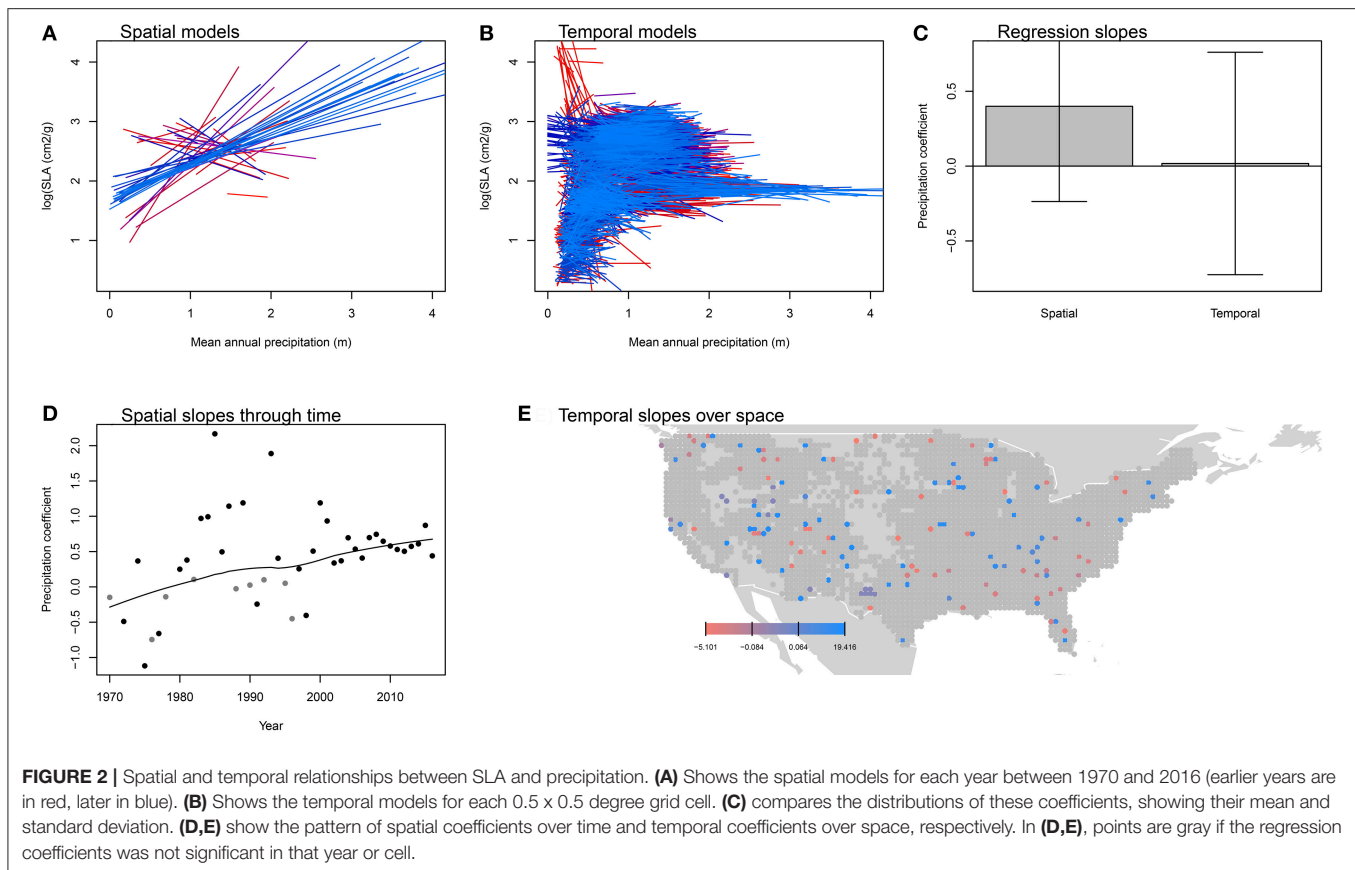 A Spatial models
log(SLA (cm2/g)
4
3
2
1
0 1 2 3 4
Mean annual precipitation (m)
B Temporal models
log(SLA (cm2/g)
4
3
2
1
0 1 2 3 4
Mean annual precipitation (m)
C Regression slopes
Precipitation coefficient
0.5
0.0
−0.5
Spatial Temporal
D Spatial slopes through time
Precipitation coefficient
2.0
1.5
1.0
0.5
0.0
−0.5
−1.0
1970 1980 1990 2000 2010
Year
E Temporal slopes over space
−5.101 −0.084 0.064 19.416
FIGURE 2 | Spatial and temporal relationships between SLA and precipitation. (A) Shows the spatial models for each year between 1970 and 2016 (earlier years are
in red, later in blue). (B) Shows the temporal models for each 0.5 x 0.5 degree grid cell. (C) compares the distributions of these coefficients, showing their mean and
standard deviation. (D,E) show the pattern of spatial coefficients over time and temporal coefficients over space, respectively. In (D,E), points are gray if the regression
coefficients was not significant in that year or cell.